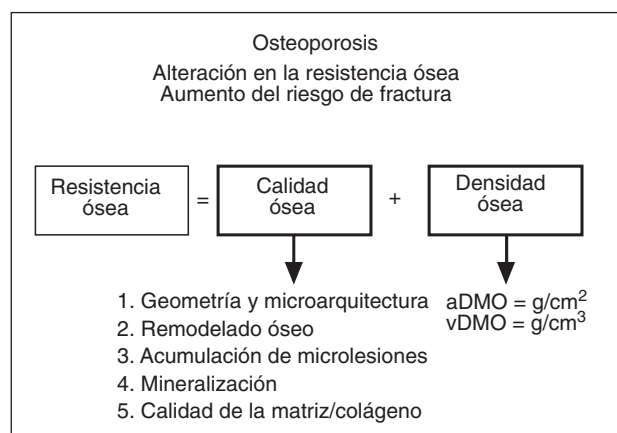 Osteoporosis
Alteración en la resistencia ósea
Aumento del riesgo de fractura
Resistencia
ósea
=
Calidad
ósea
+
Densidad
ósea
1. Geometría y microarquitectura
2. Remodelado óseo
3. Acumulación de microlesiones
4. Mineralización
5. Calidad de la matriz/colágeno
aDMO = g/cm²
vDMO = g/cm³